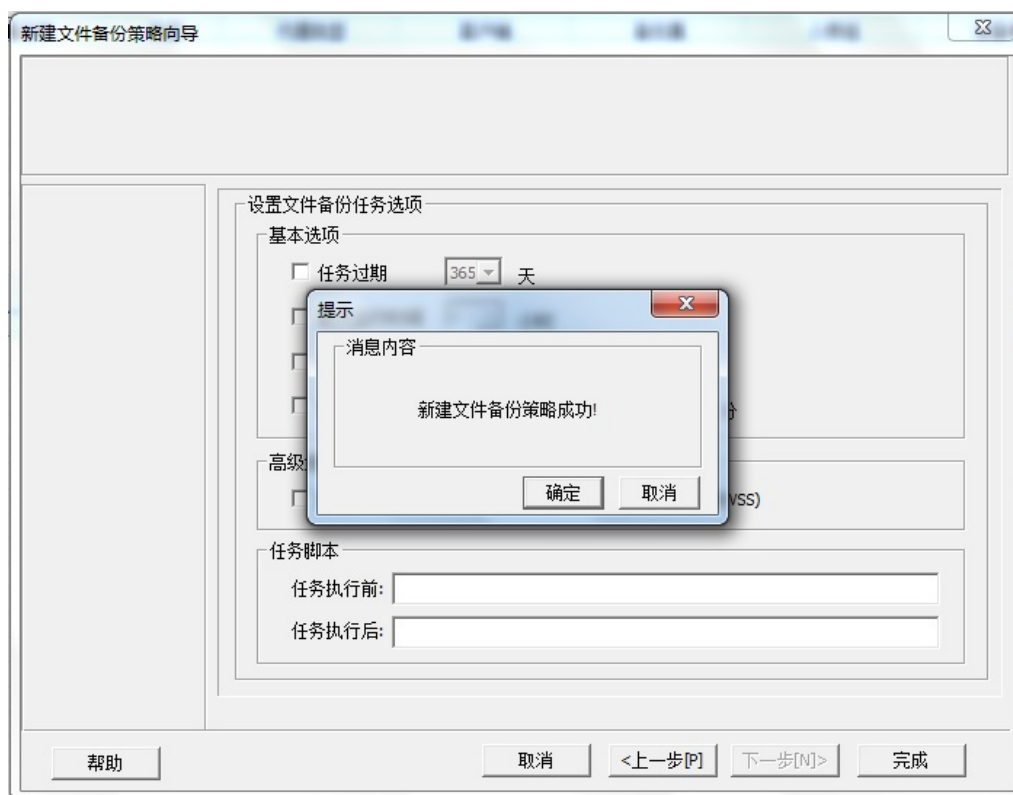 新建文件备份策略向导
设置文件备份任务选项
基本选项
任务过期 365 天
提示
消息内容
新建文件备份策略成功!
确定 取消
高级
VSS)
任务脚本
任务执行前:
任务执行后:
帮助 取消 <上一步[P] 下一步[N]> 完成